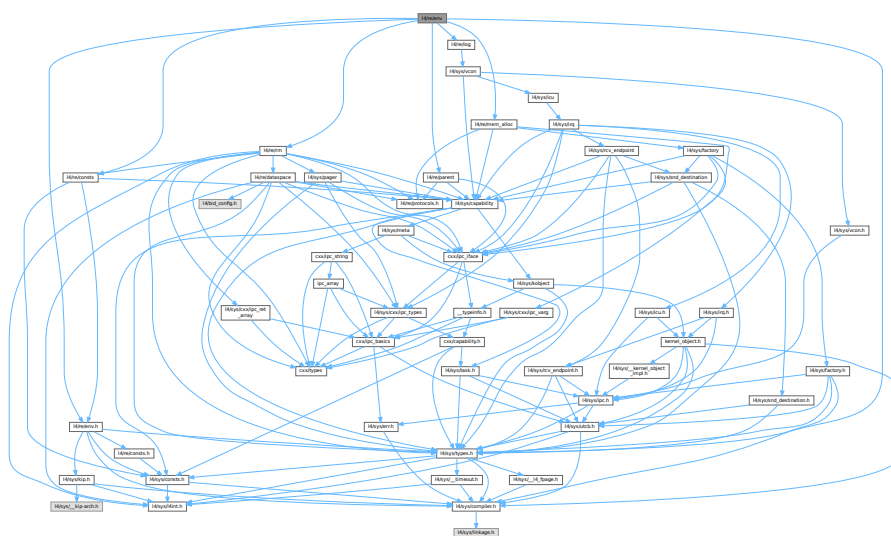 l4/re/env
l4/re/log
l4/sys/vcon
l4/sys/icu
l4/re/mem_alloc
l4/sys/irq
l4/re/rm
l4/sys/rcv_endpoint
l4/sys/factory
l4/re/consts
l4/re/dataspace
l4/sys/pager
l4/re/parent
l4/sys/snd_destination
l4/bid_config.h
l4/re/protocols.h
l4/sys/capability
l4/sys/meta
l4/sys/vcon.h
cxx/ipc_string
cxx/ipc_iface
ipc_array
l4/sys/kobject
l4/sys/cxx/ipc_ret
_array
l4/sys/cxx/ipc_types
__typeinfo.h
l4/sys/cxx/ipc_varg
l4/sys/icu.h
l4/sys/irq.h
cxx/ipc_basics
cxx/capability.h
kernel_object.h
cxx/types
l4/sys/task.h
l4/sys/rcv_endpoint.h
l4/sys/__kernel_object
_impl.h
l4/sys/factory.h
l4/sys/ipc.h
l4/sys/snd_destination.h
l4/re/env.h
l4/sys/err.h
l4/sys/utcb.h
l4/re/consts.h
l4/sys/types.h
l4/sys/kip.h
l4/sys/consts.h
l4/sys/__timeout.h
l4/sys/__l4_fpage.h
l4/sys/__kip-arch.h
l4/sys/l4int.h
l4/sys/compiler.h
l4/sys/linkage.h